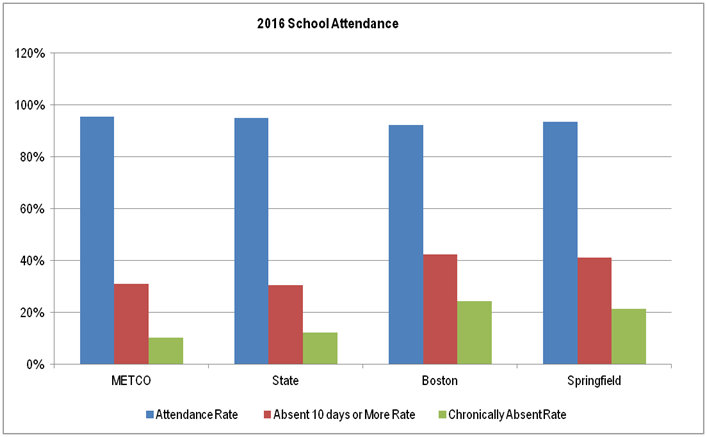 2016 School Attendance
120%
100%
80%
60%
40%
20%
0%
METCO State Boston Springfield
Attendance Rate Absent 10 days or More Rate Chronically Absent Rate